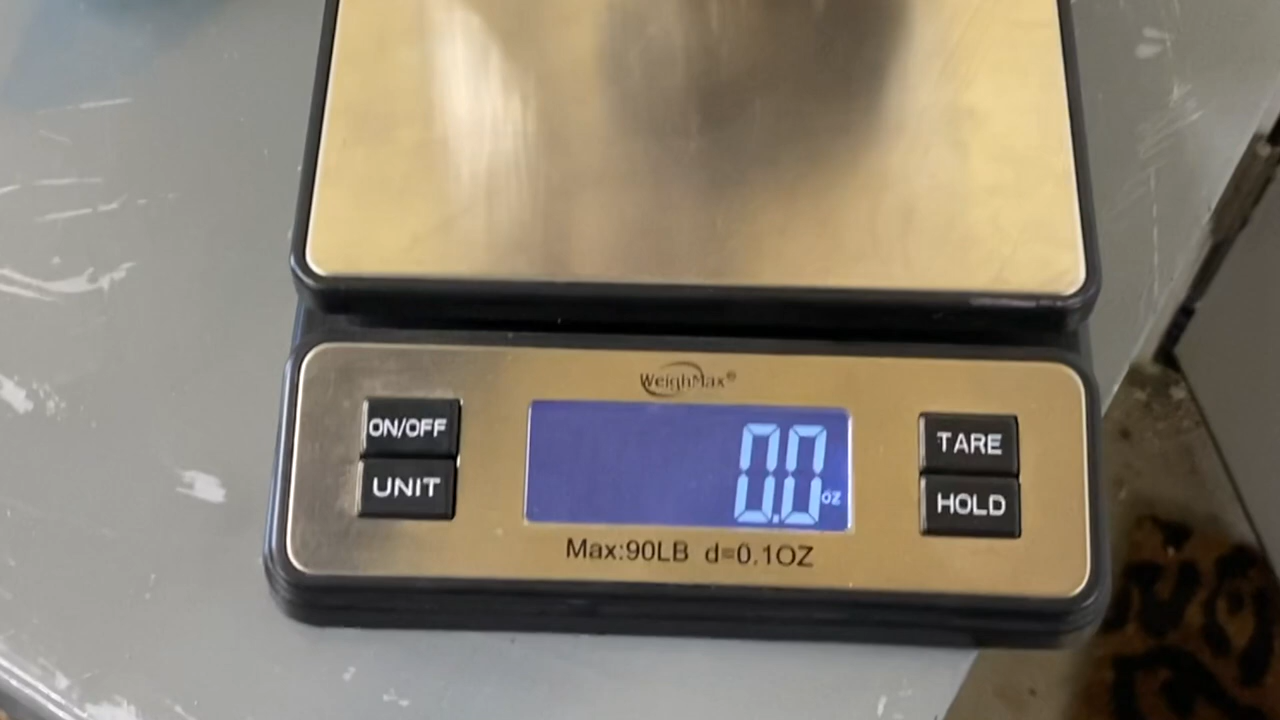 WeighMax®
ON/OFF
UNIT
0.0 oz
TARE
HOLD
Max:90LB d=0.1OZ